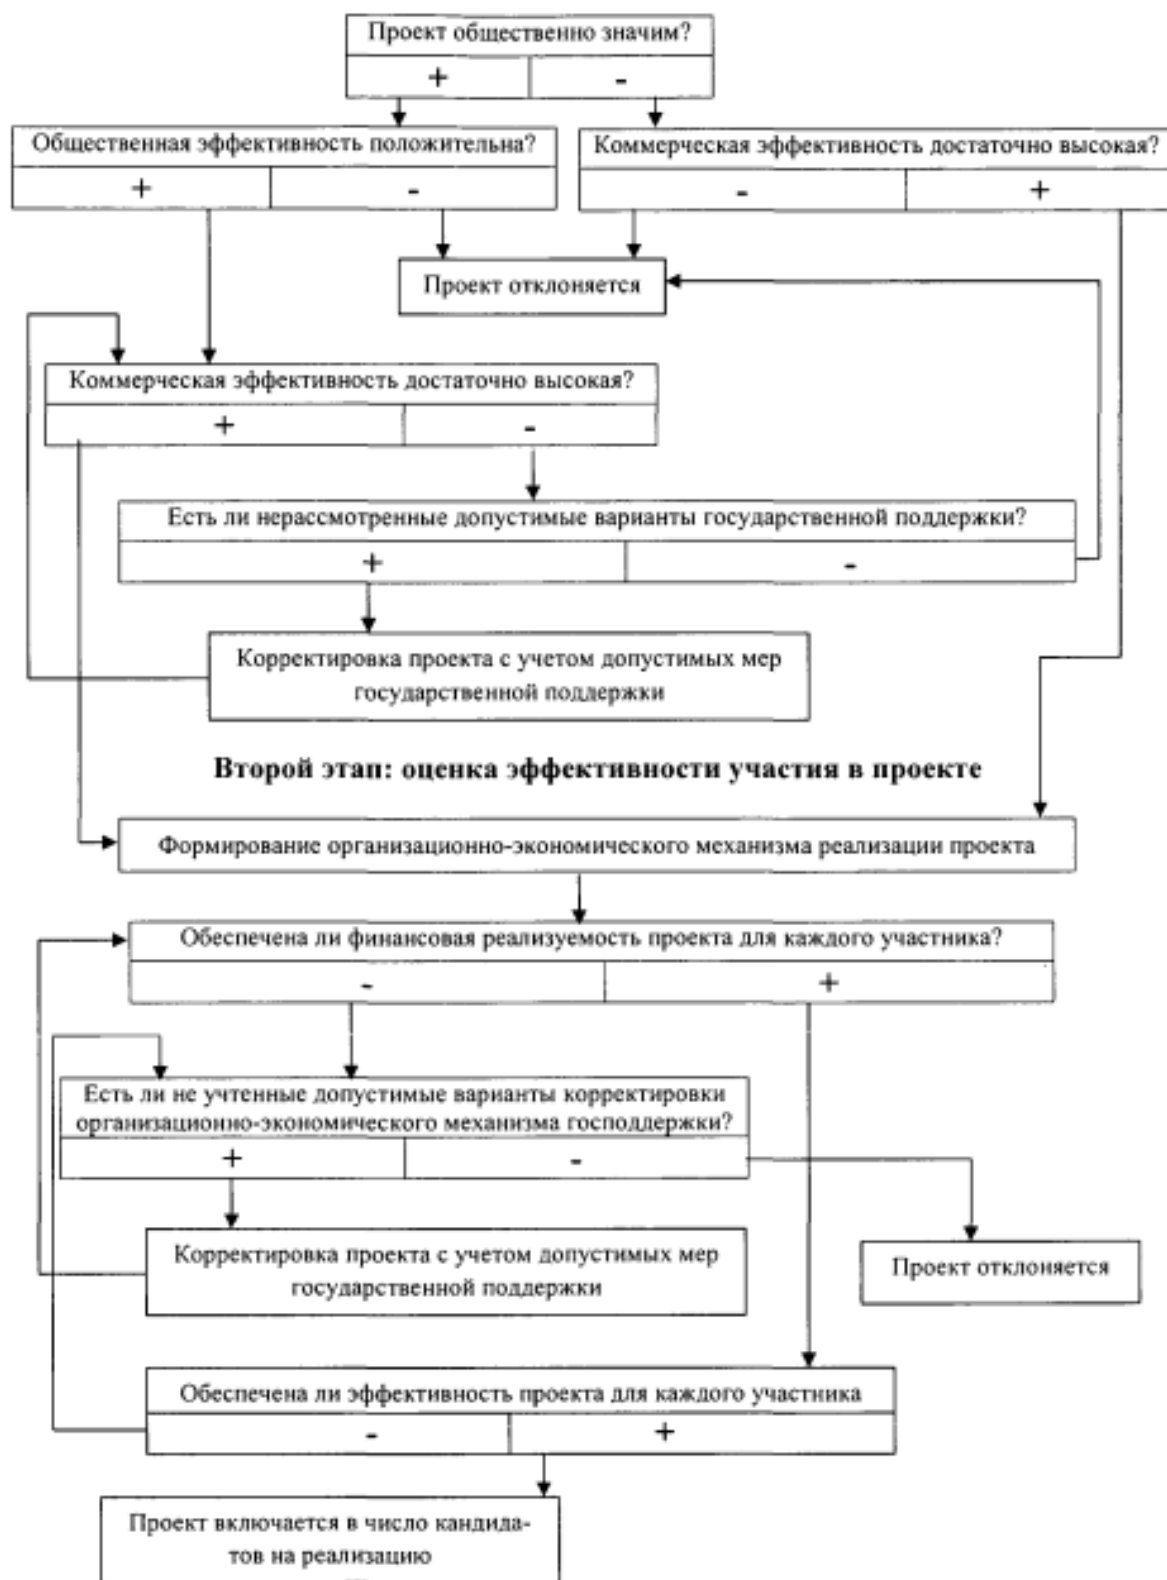 Проект общественно значим?
+ -
Общественная эффективность положительна?
+ -
Коммерческая эффективность достаточно высокая?
- +
Проект отклоняется
Коммерческая эффективность достаточно высокая?
+ -
Есть ли нерассмотренные допустимые варианты государственной поддержки?
+ -
Корректировка проекта с учетом допустимых мер
государственной поддержки
Второй этап: оценка эффективности участия в проекте
Формирование организационно-экономического механизма реализации проекта
Обеспечена ли финансовая реализуемость проекта для каждого участника?
- +
Есть ли не учтенные допустимые варианты корректировки
организационно-экономического механизма господдержки?
+ -
Корректировка проекта с учетом допустимых мер
государственной поддержки
Проект отклоняется
Обеспечена ли эффективность проекта для каждого участника
- +
Проект включается в число кандида-
тов на реализацию